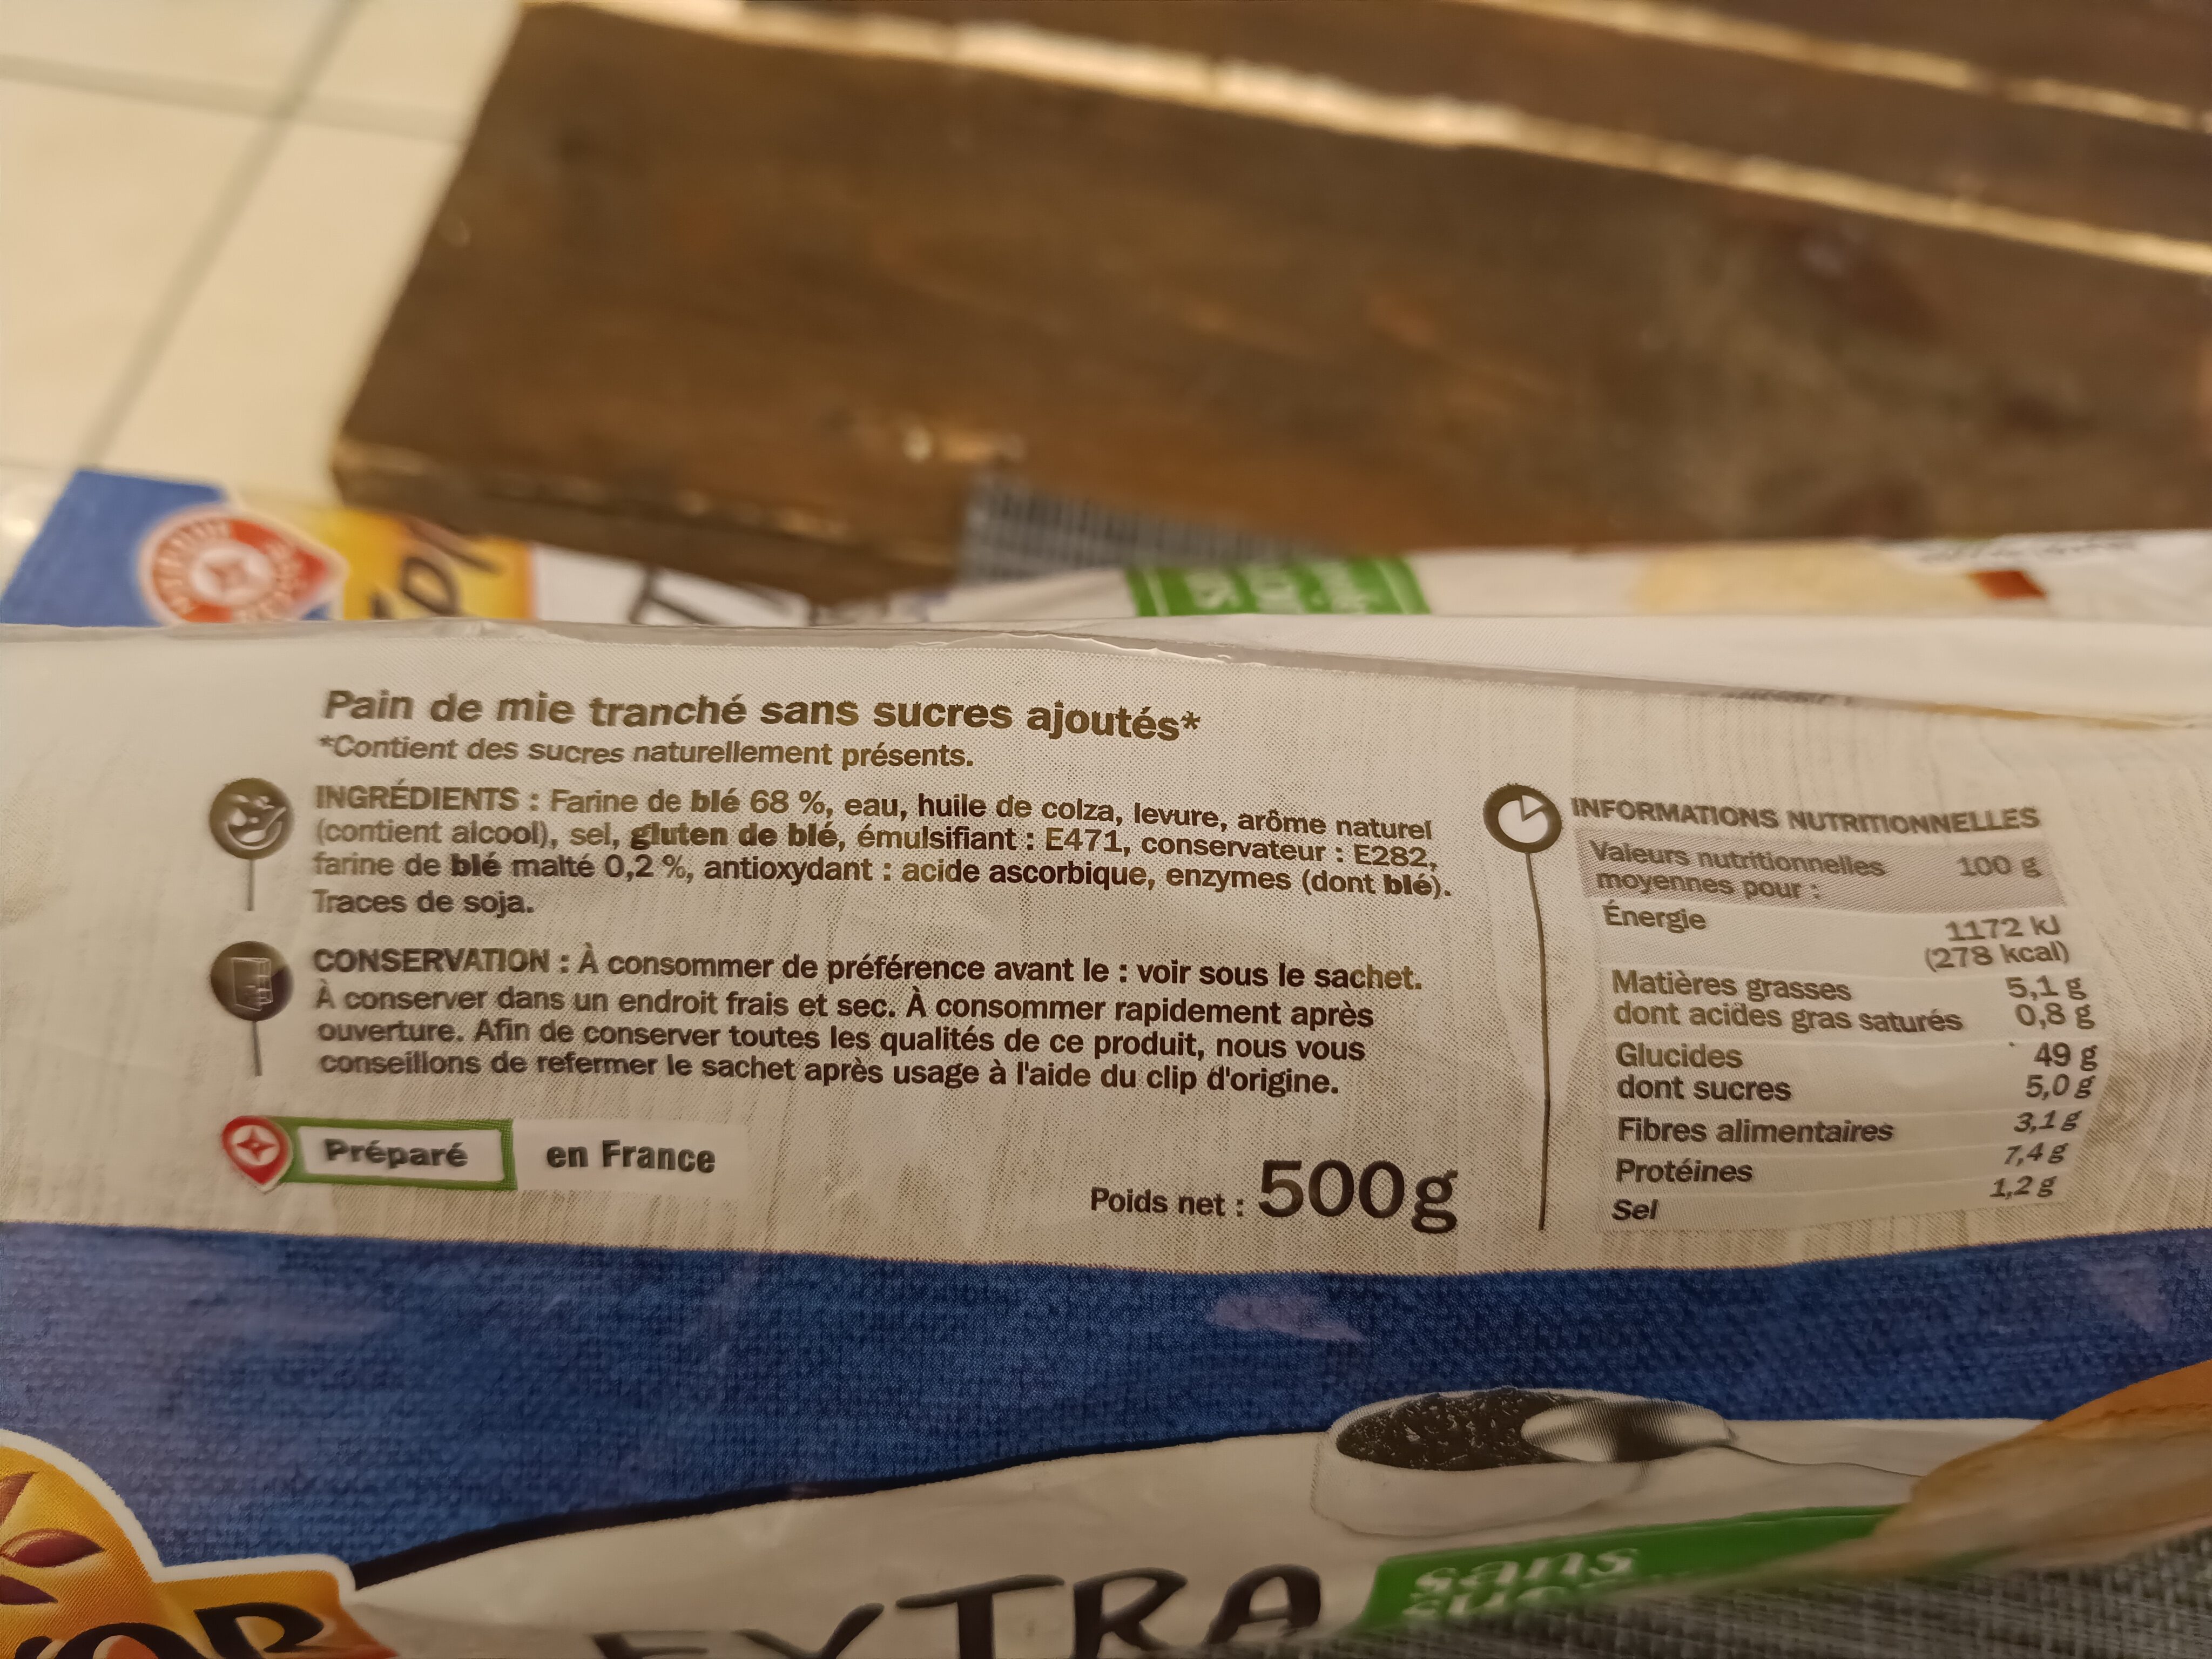 Pain de mie tranché sans sucres ajoutés*
*Contient des sucres naturellement présents.
INGRÉDIENTS : Farine de blé 68 %, eau, huile de colza, levure, arôme naturel
(contient alcool), sel, gluten de blé, émulsifiant : E471, conservateur : E282,
farine de blé malté 0,2 %, antioxydant : acide ascorbique, enzymes (dont blé).
Traces de soja.
CONSERVATION : À consommer de préférence avant le : voir sous le sachet.
À conserver dans un endroit frais et sec. À consommer rapidement après
ouverture. Afin de conserver toutes les qualités de ce produit, nous vous
conseillons de refermer le sachet après usage à l'aide du clip d'origine.
Préparé en France
Poids net : 500g
INFORMATIONS NUTRITIONNELLES
Valeurs nutritionnelles 100 g
moyennes pour :
Énergie 1172 kJ
(278 kcal)
Matières grasses 5,1 g
dont acides gras saturés 0,8 g
Glucides 49 g
dont sucres 5,0 g
Fibres alimentaires 3,1 g
Protéines 7,4 g
Sel 1,2 g
EXTRA
sans